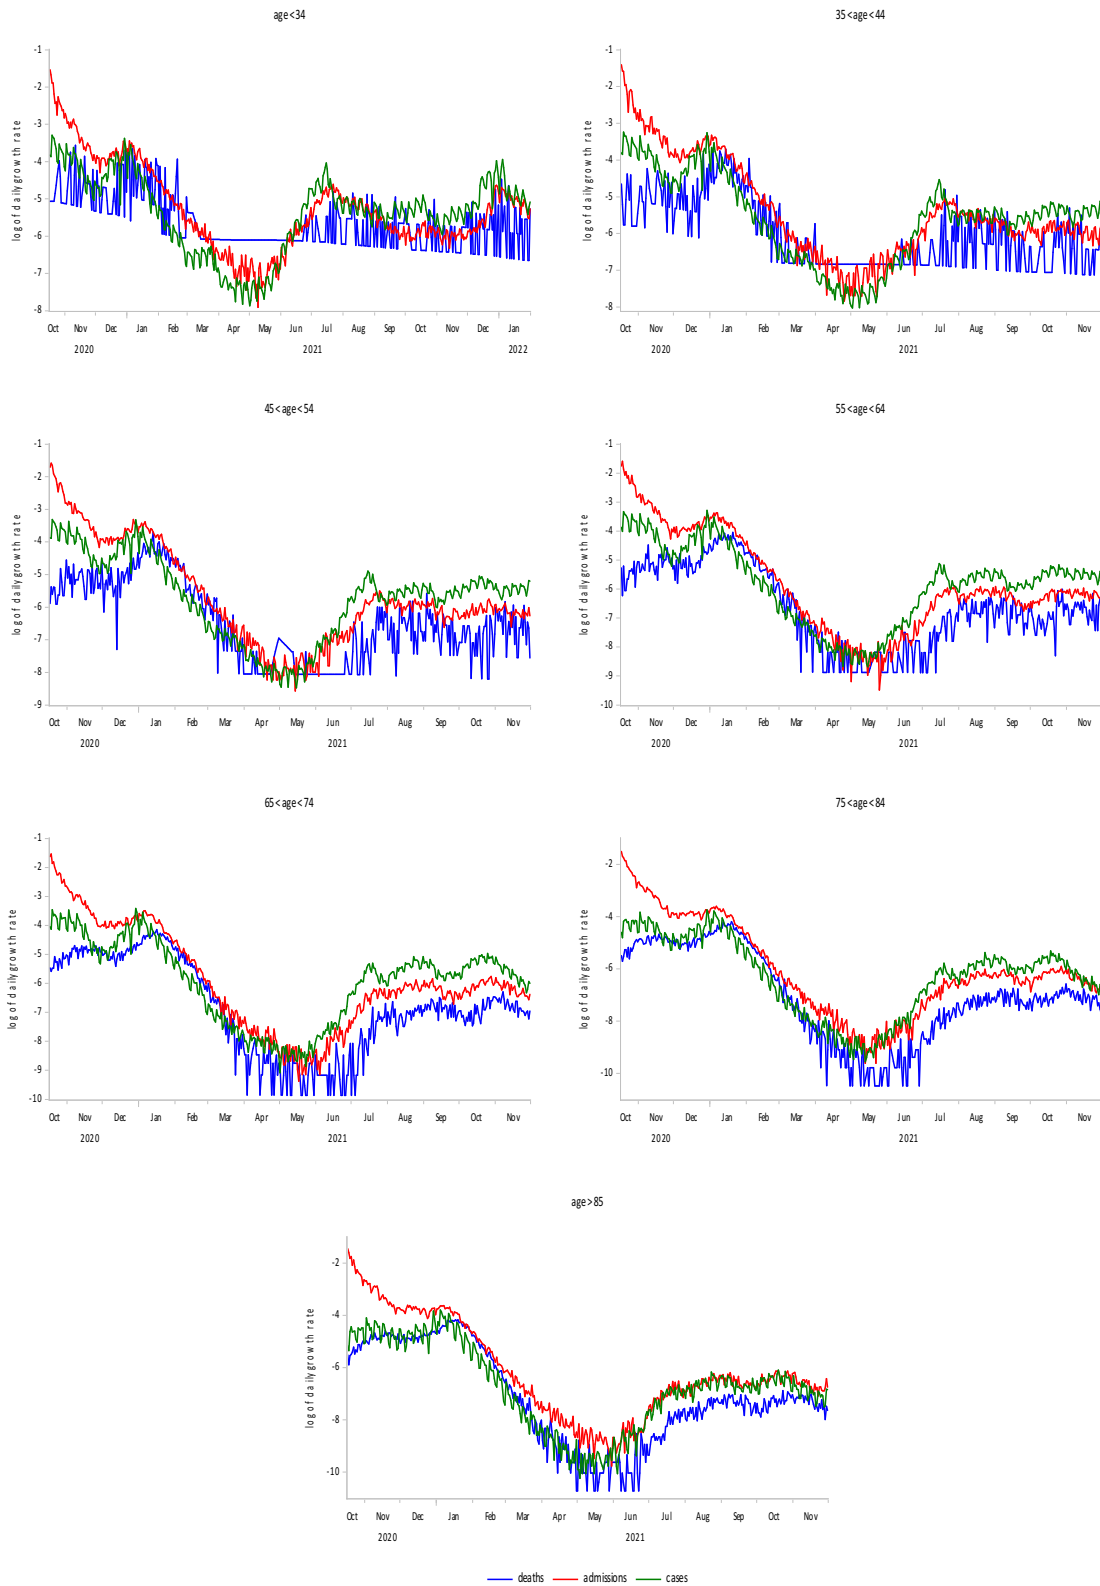 age<34
35<age<44
log of daily growth rate
-1
-2
-3
-4
-5
-6
-7
-8
Oct Nov Dec Jan Feb Mar Apr May Jun Jul Aug Sep Oct Nov Dec Jan
2020 2021 2022
log of daily growth rate
-1
-2
-3
-4
-5
-6
-7
-8
Oct Nov Dec Jan Feb Mar Apr May Jun Jul Aug Sep Oct Nov
2020 2021
45<age<54
55<age<64
log of daily growth rate
-1
-2
-3
-4
-5
-6
-7
-8
-9
Oct Nov Dec Jan Feb Mar Apr May Jun Jul Aug Sep Oct Nov
2020 2021
log of daily growth rate
-1
-2
-3
-4
-5
-6
-7
-8
-9
-10
Oct Nov Dec Jan Feb Mar Apr May Jun Jul Aug Sep Oct Nov
2020 2021
65<age<74
75<age<84
log of daily growth rate
-1
-2
-3
-4
-5
-6
-7
-8
-9
-10
Oct Nov Dec Jan Feb Mar Apr May Jun Jul Aug Sep Oct Nov
2020 2021
log of daily growth rate
-2
-4
-6
-8
-10
Oct Nov Dec Jan Feb Mar Apr May Jun Jul Aug Sep Oct Nov
2020 2021
age>85
log of daily growth rate
-2
-4
-6
-8
-10
Oct Nov Dec Jan Feb Mar Apr May Jun Jul Aug Sep Oct Nov
2020 2021
deaths admissions cases